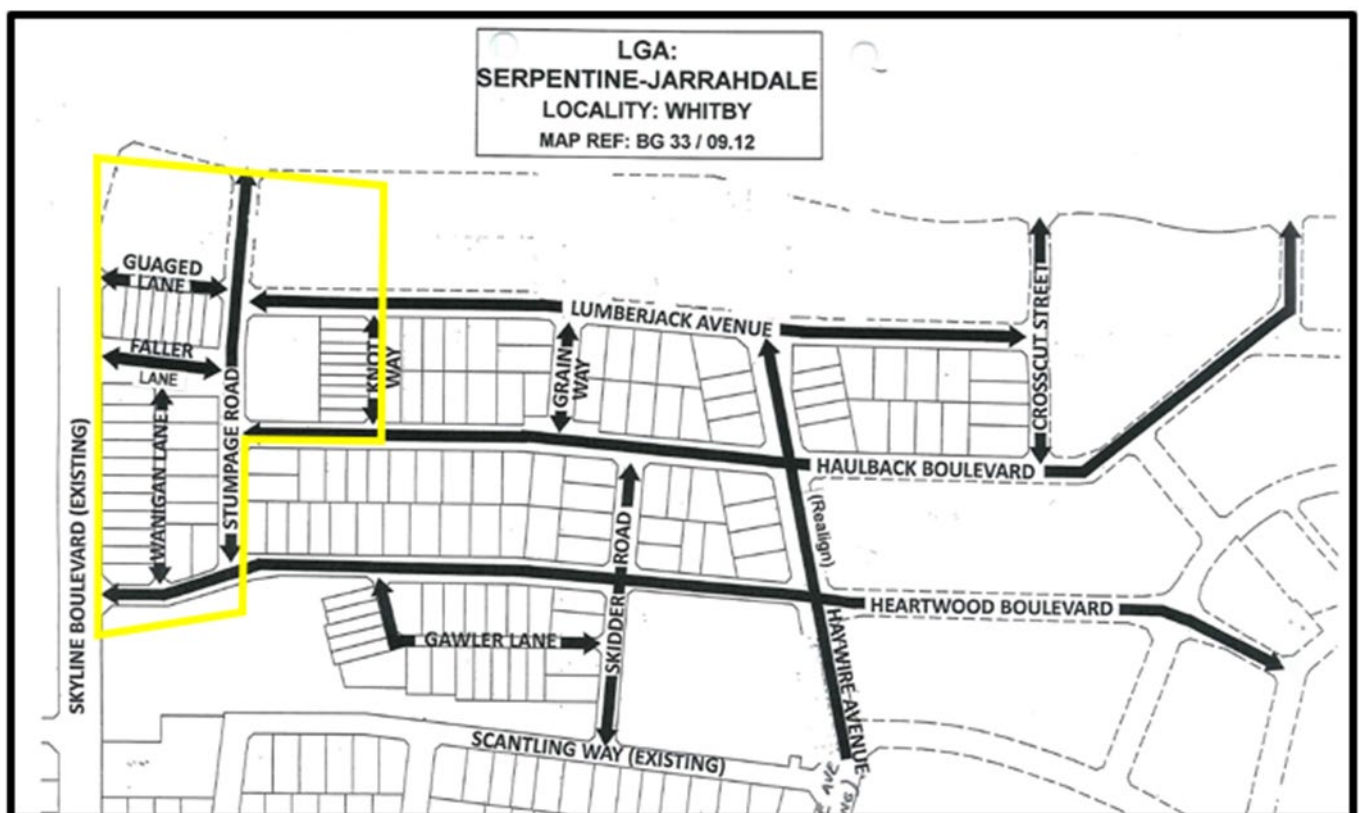 LGA:
SERPENTINE-JARRAHDALE
LOCALITY: WHITBY
MAP REF: BG 33 / 09.12
GUAGED
LANE
LUMBERJACK AVENUE
CROSSCUT STREET
FALLER
LANE
KNOT
WAY
GRAIN
WAY
STUMPAGE ROAD
WANIGAN LANE
SKYLINE BOULEVARD (EXISTING)
HAULBACK BOULEVARD
(Realign)
SKIDDER ROAD
HEARTWOOD BOULEVARD
GAWLER LANE
HAYWIRE AVENUE
SCANTLING WAY (EXISTING)
AVE